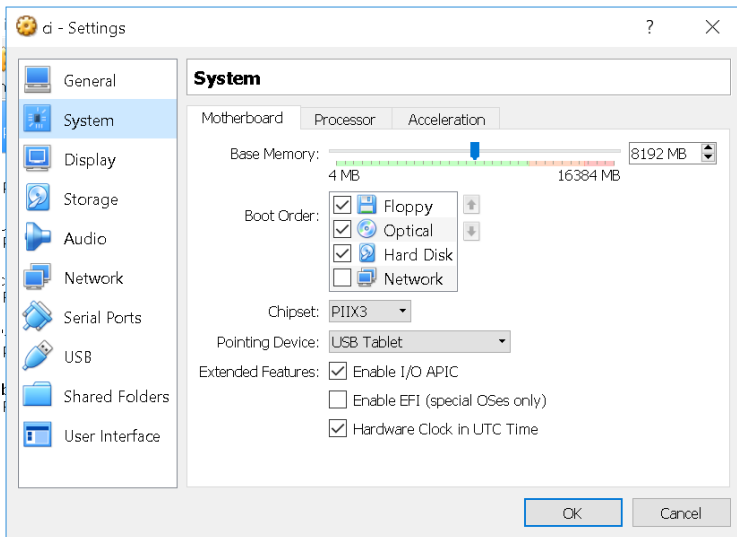 ci - Settings
General
System
Display
Storage
Audio
Network
Serial Ports
USB
Shared Folders
User Interface
System
Motherboard Processor Acceleration
Base Memory: 8192 MB
4 MB 16384 MB
Boot Order: Floppy
Optical
Hard Disk
Network
Chipset: PIIX3
Pointing Device: USB Tablet
Extended Features: Enable I/O APIC
Enable EFI (special OSes only)
Hardware Clock in UTC Time
OK Cancel